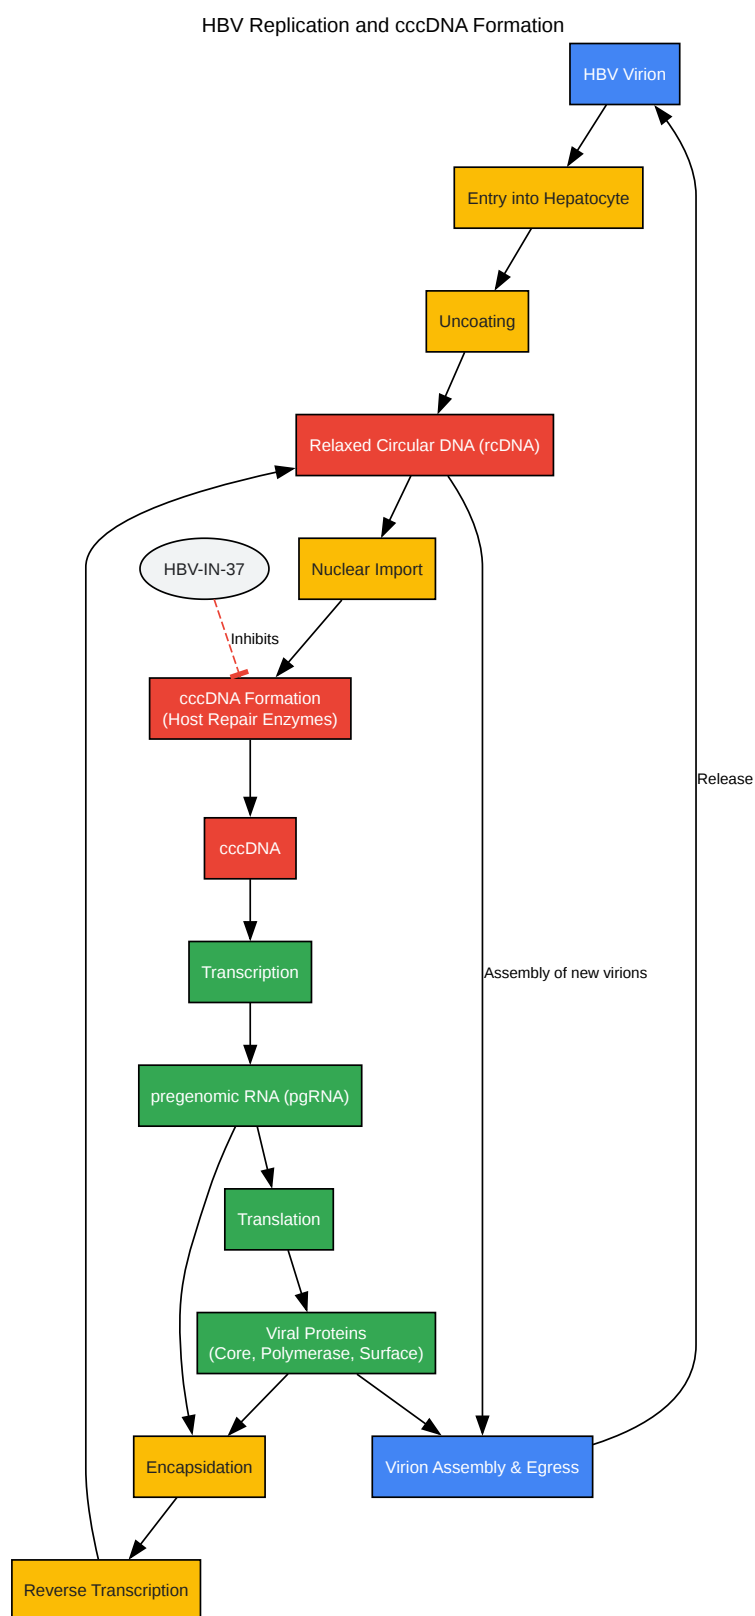 HBV Replication and cccDNA Formation
HBV Virion
Entry into Hepatocyte
Uncoating
Relaxed Circular DNA (rcDNA)
HBV-IN-37
Nuclear Import
Inhibits
cccDNA Formation
(Host Repair Enzymes)
Release
cccDNA
Transcription
Assembly of new virions
pregenomic RNA (pgRNA)
Translation
Viral Proteins
(Core, Polymerase, Surface)
Encapsidation
Virion Assembly & Egress
Reverse Transcription